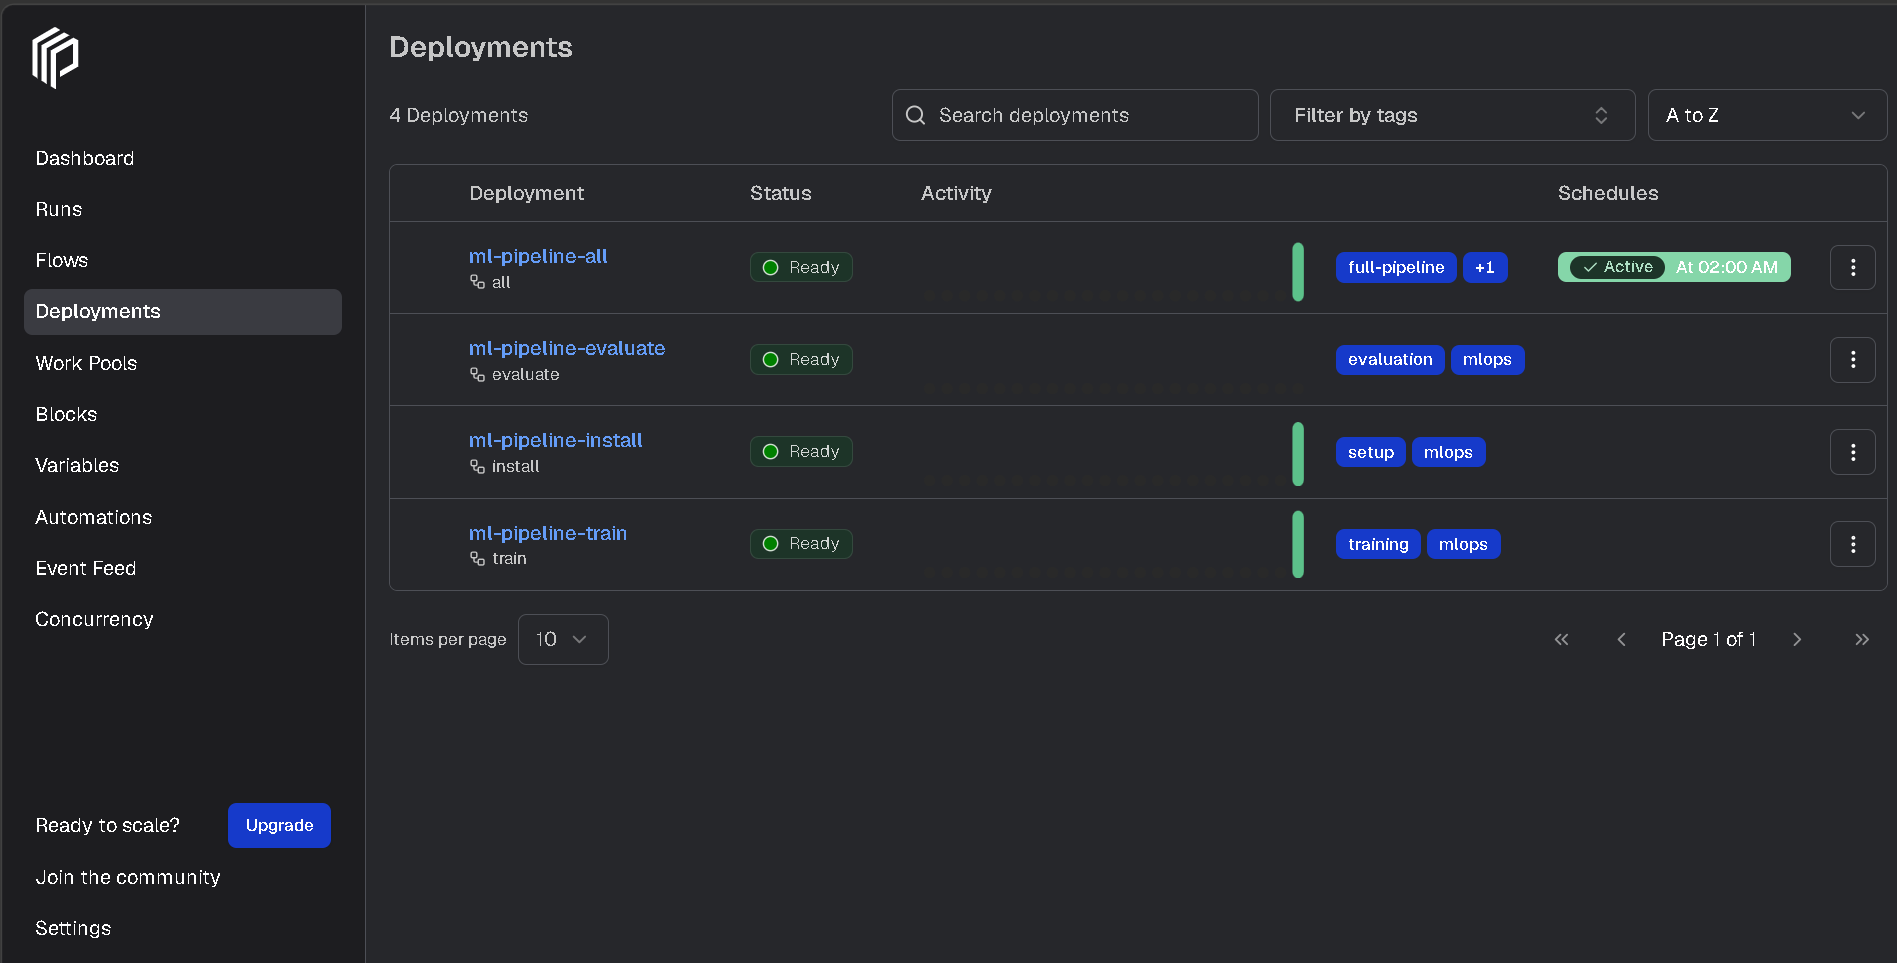 Deployments
4 Deployments
Search deployments
Filter by tags
A to Z
Dashboard
Runs
Flows
Deployments
Work Pools
Blocks
Variables
Automations
Event Feed
Concurrency
Ready to scale?
Upgrade
Join the community
Settings
Deployment Status Activity Schedules
ml-pipeline-all
all
Ready
full-pipeline +1
Active At 02:00 AM
ml-pipeline-evaluate
evaluate
Ready
evaluation mlops
ml-pipeline-install
install
Ready
setup mlops
ml-pipeline-train
train
Ready
training mlops
Items per page 10
Page 1 of 1